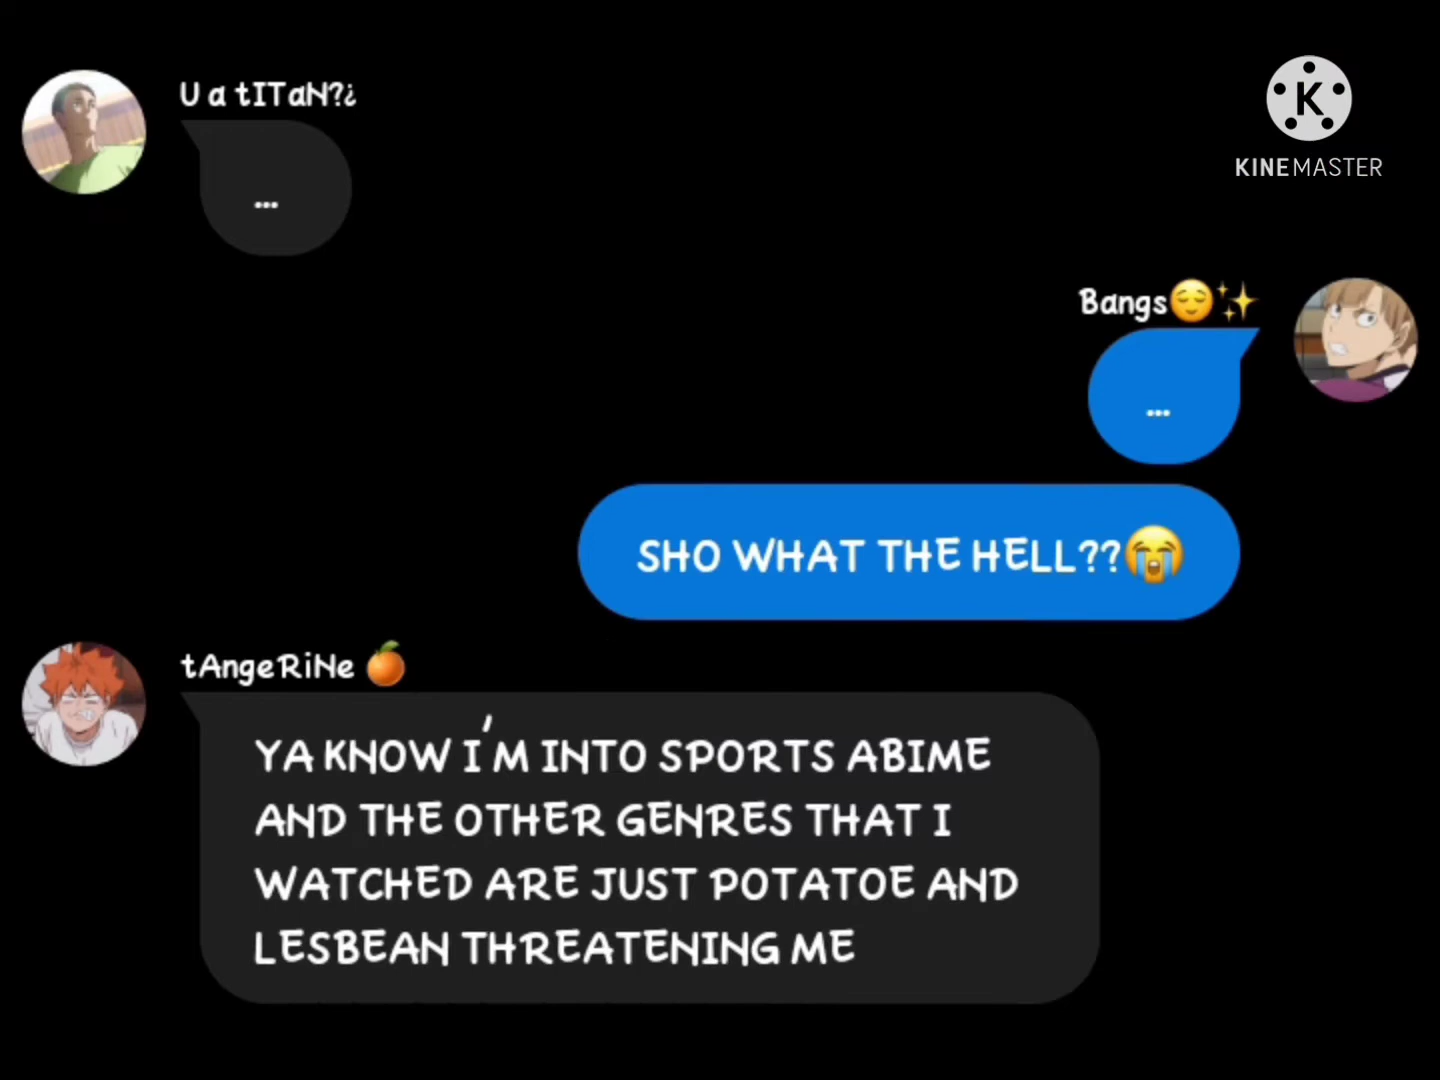 U a tITaN?¿
...
KINEMASTER
Bangs😌✨
...
SHO WHAT THE HELL??😭
tAngeRiNe 🍊
YA KNOW I'M INTO SPORTS ABIME
AND THE OTHER GENRES THAT I
WATCHED ARE JUST POTATOE AND
LESBEAN THREATENING ME